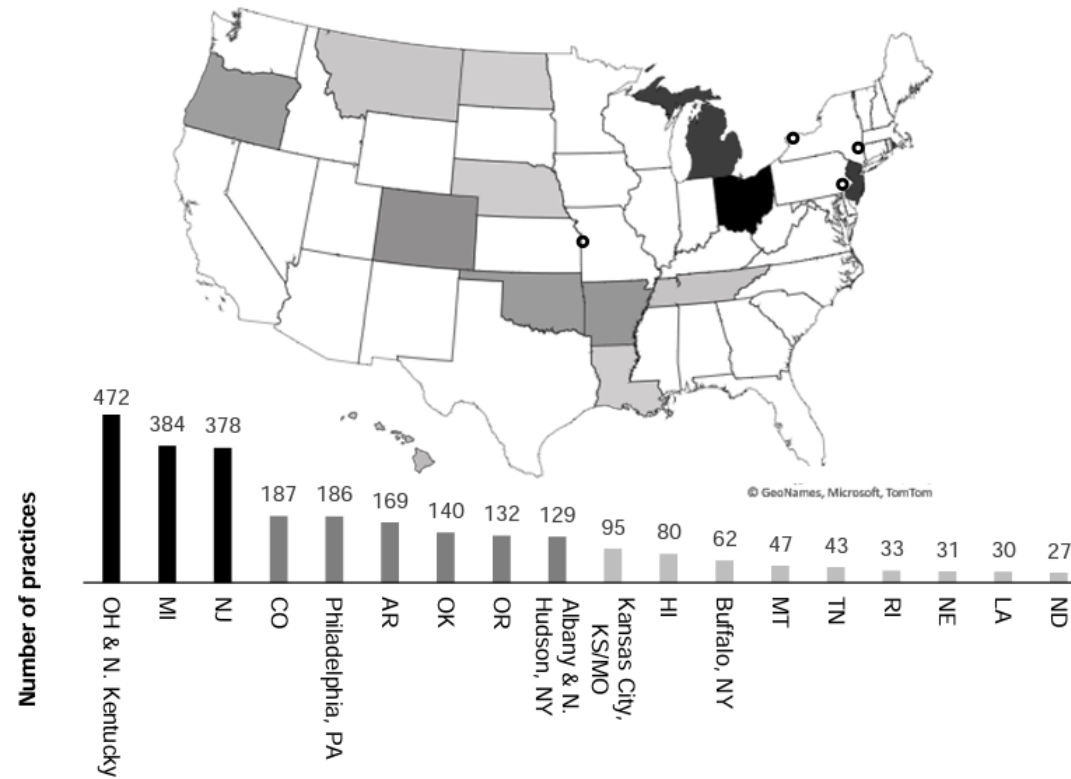 © GeoNames, Microsoft, TomTom
Number of practices
472
384
378
187
186
169
140
132
129
95
80
62
47
43
33
31
30
27
OH & N. Kentucky
MI
NJ
CO
Philadelphia, PA
AR
OK
OR
Albany & N.
Hudson, NY
Kansas City,
KS/MO
HI
Buffalo, NY
MT
TN
RI
NE
LA
ND